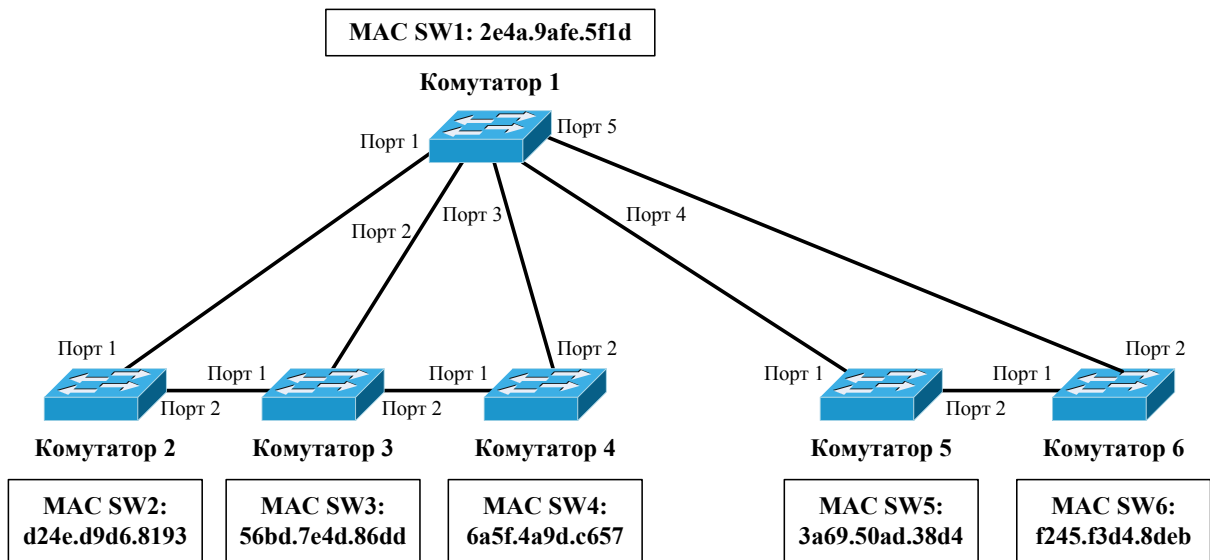 MAC SW1: 2e4a.9afe.5f1d
Комутатор 1
Порт 1
Порт 5
Порт 2
Порт 3
Порт 4
Порт 1
Порт 2
Порт 2
Порт 1
Порт 1
Порт 1
Порт 1
Порт 2
Порт 2
Порт 2
Комутатор 2
Комутатор 3
Комутатор 4
Комутатор 5
Комутатор 6
MAC SW2:
d24e.d9d6.8193
MAC SW3:
56bd.7e4d.86dd
MAC SW4:
6a5f.4a9d.c657
MAC SW5:
3a69.50ad.38d4
MAC SW6:
f245.f3d4.8deb